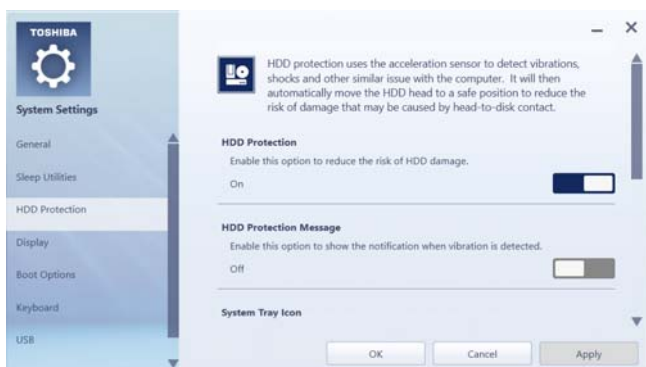 TOSHIBA
System Settings
General
Sleep Utilities
HDD Protection
Display
Boot Options
Keyboard
USB
HDD protection uses the acceleration sensor to detect vibrations,
shocks and other similar issue with the computer. It will then
automatically move the HDD head to a safe position to reduce the
risk of damage that may be caused by head-to-disk contact.
HDD Protection
Enable this option to reduce the risk of HDD damage.
On
HDD Protection Message
Enable this option to show the notification when vibration is detected.
Off
System Tray Icon
OK Cancel Apply